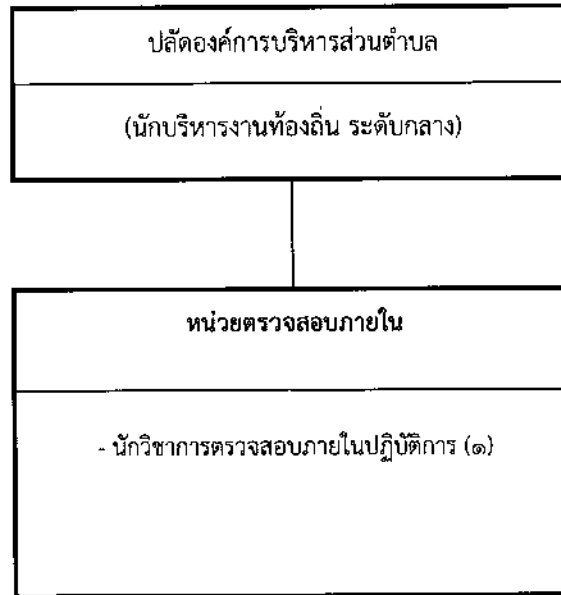 ปลัดองค์การบริหารส่วนตำบล
(นักบริหารงานท้องถิ่น ระดับกลาง)
หน่วยตรวจสอบภายใน
- นักวิชาการตรวจสอบภายในปฏิบัติการ (๑)